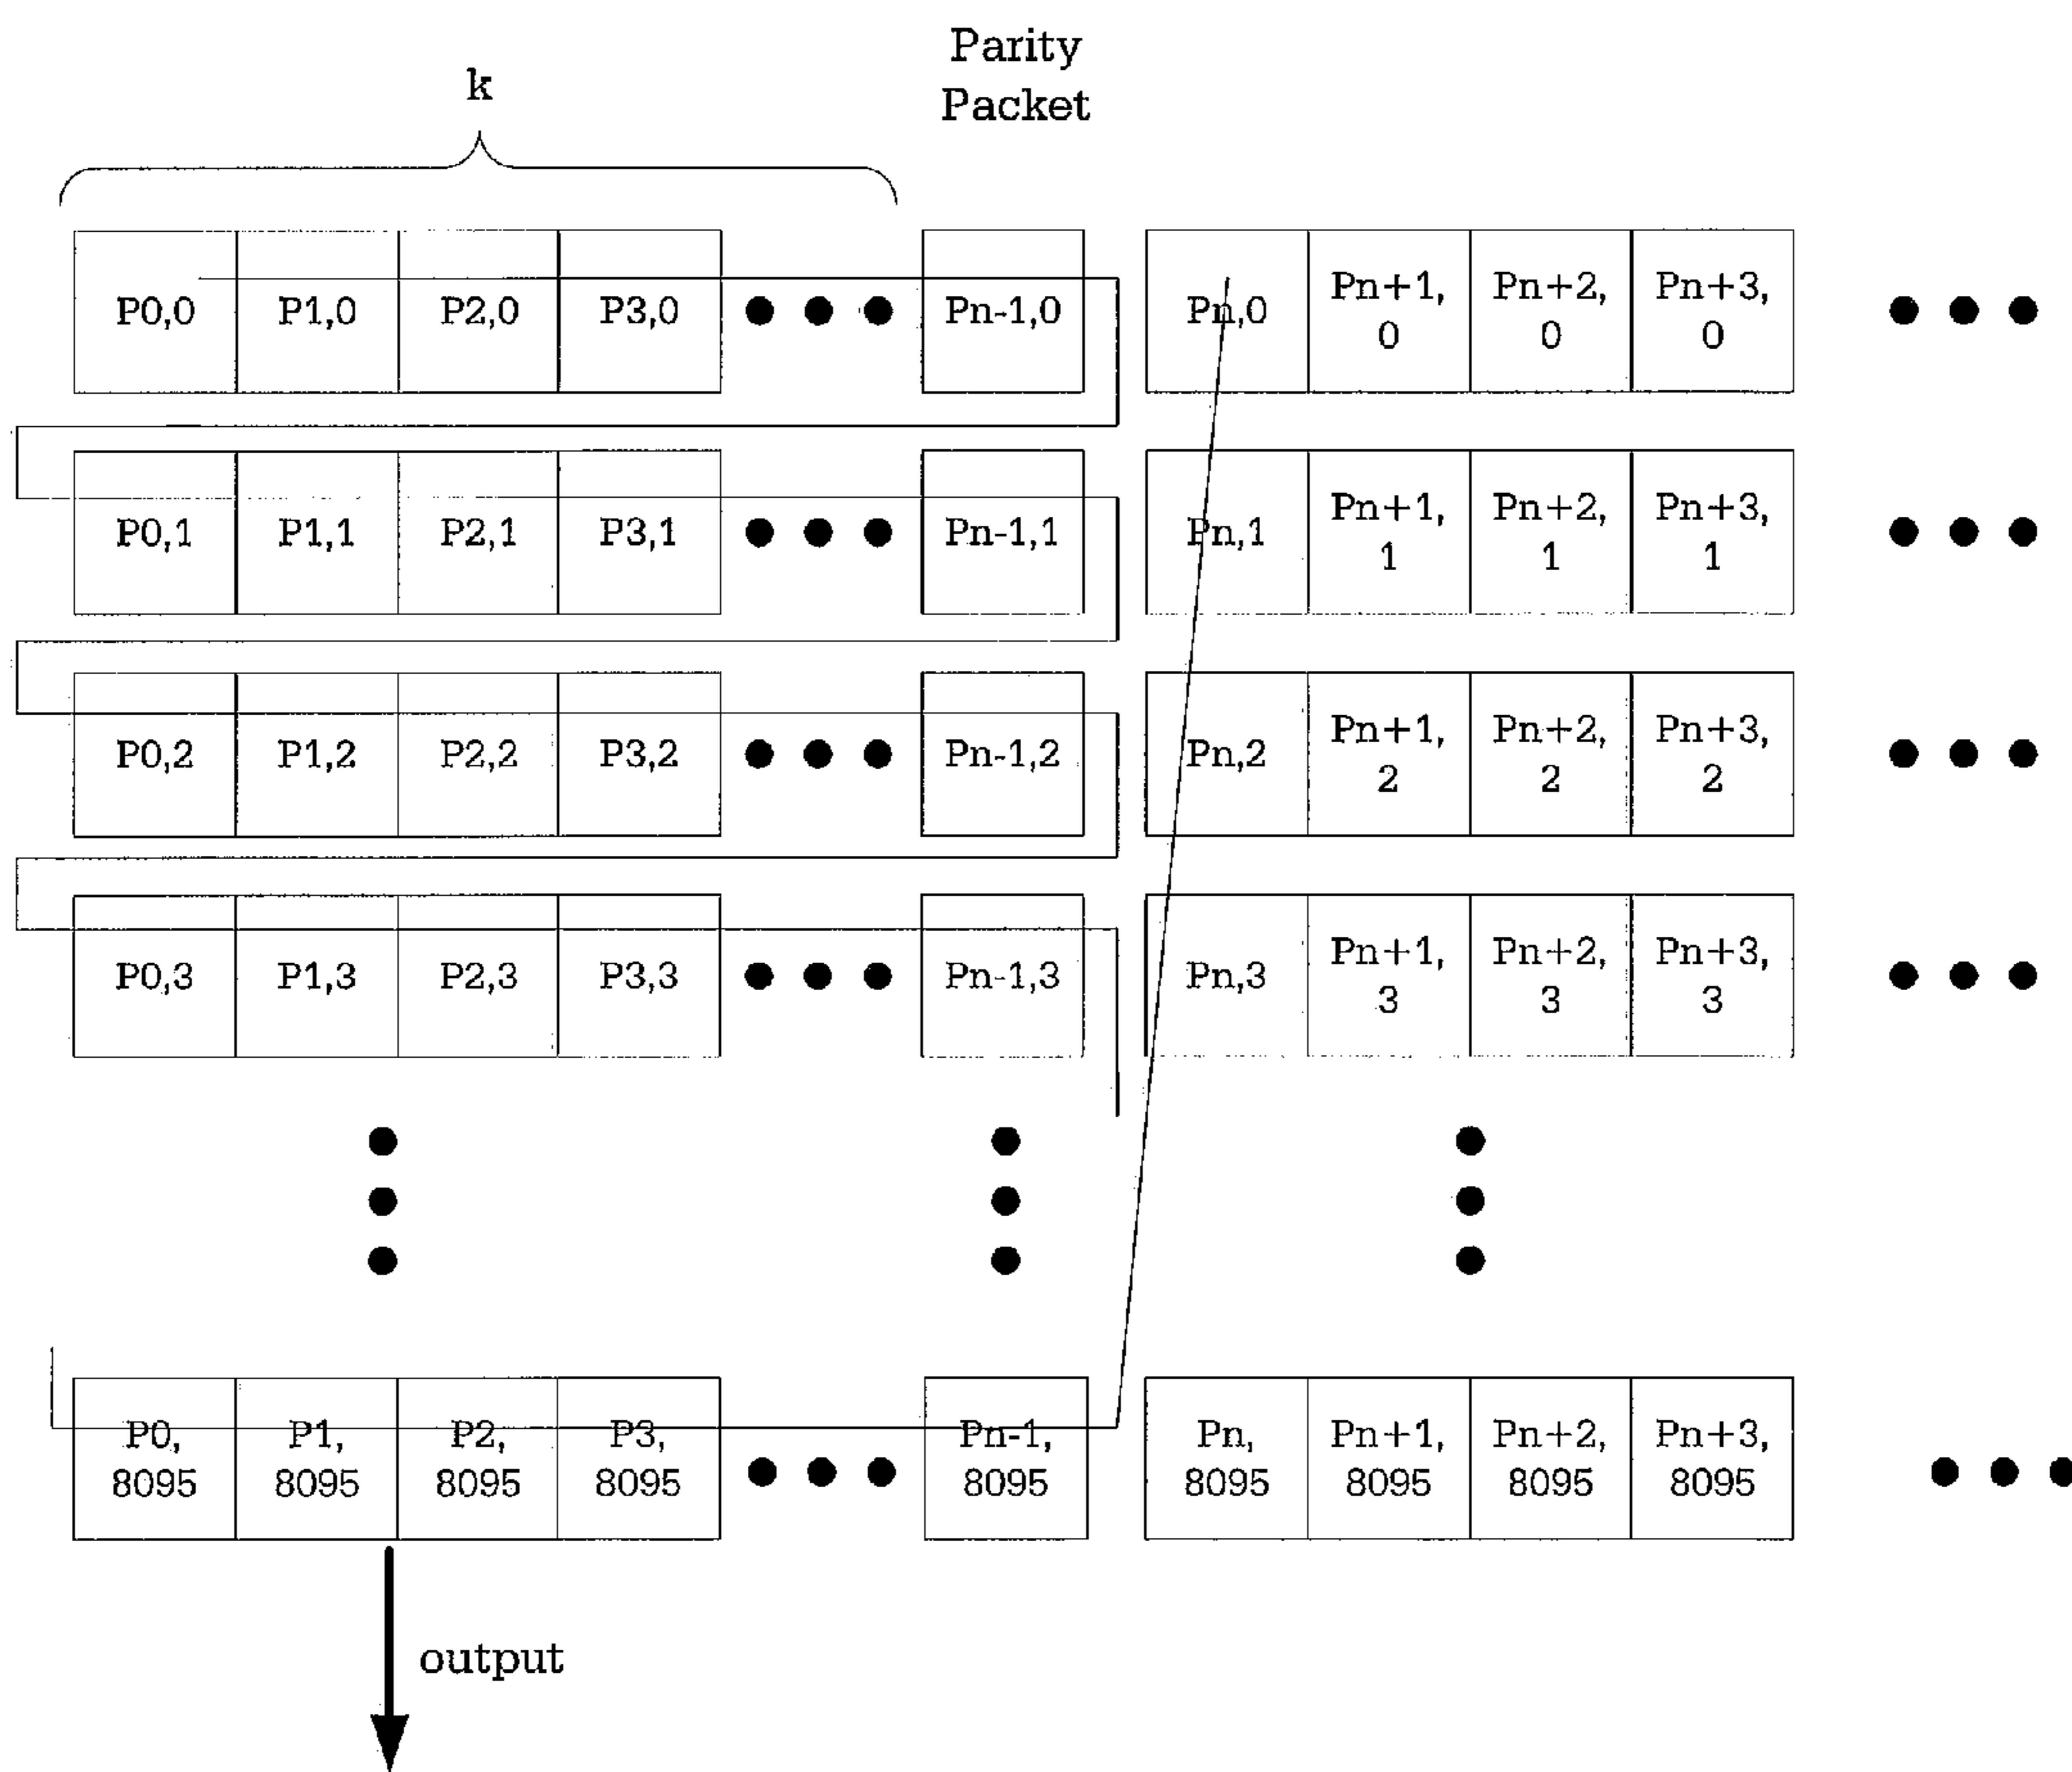 Parity
Packet
k
P0,0 P1,0 P2,0 P3,0 Pn-1,0 Pn,0 Pn+1, Pn+2, Pn+3,
0 0 0
P0,1 P1,1 P2,1 P3,1 Pn-1,1 Pn,1 Pn+1, Pn+2, Pn+3,
1 1 1
P0,2 P1,2 P2,2 P3,2 Pn-1,2 Pn,2 Pn+1, Pn+2, Pn+3,
2 2 2
P0,3 P1,3 P2,3 P3,3 Pn-1,3 Pn,3 Pn+1, Pn+2, Pn+3,
3 3 3
P0, P1, P2, P3, Pn-1, Pn, Pn+1, Pn+2, Pn+3,
8095 8095 8095 8095 8095 8095 8095 8095 8095
output